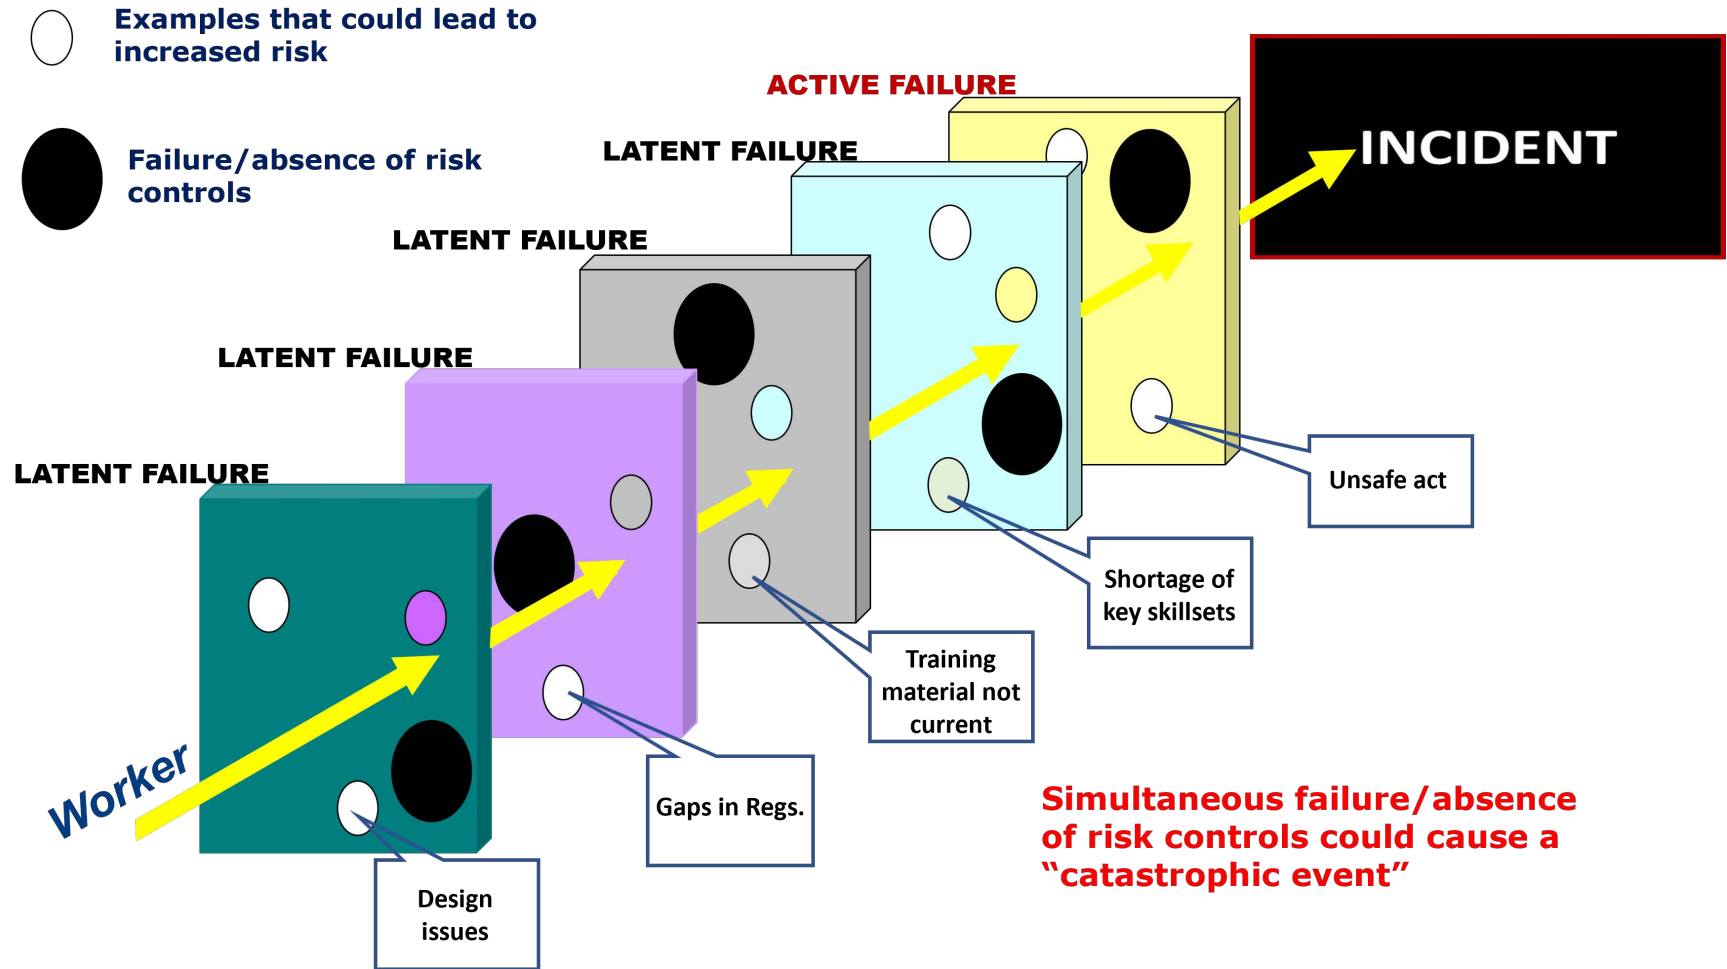 Examples that could lead to
increased risk
Failure/absence of risk
controls
ACTIVE FAILURE
LATENT FAILURE
LATENT FAILURE
LATENT FAILURE
LATENT FAILURE
INCIDENT
Worker
Unsafe act
Shortage of
key skillsets
Training
material not
current
Gaps in Regs.
Design
issues
Simultaneous failure/absence
of risk controls could cause a
“catastrophic event”